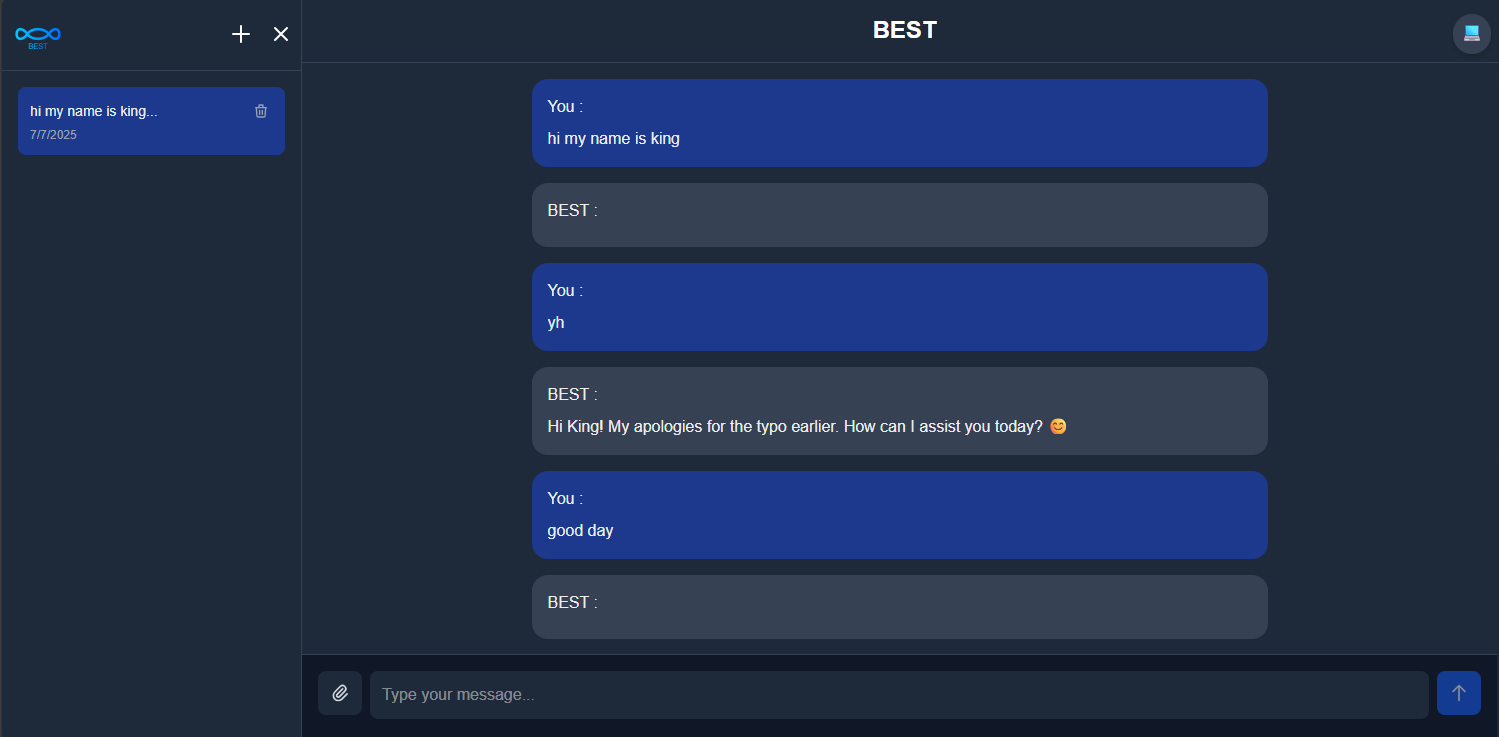 BEST
hi my name is king...
7/7/2025
BEST
You :
hi my name is king
BEST :
You :
yh
BEST :
Hi King! My apologies for the typo earlier. How can I assist you today? 😊
You :
good day
BEST :
Type your message...